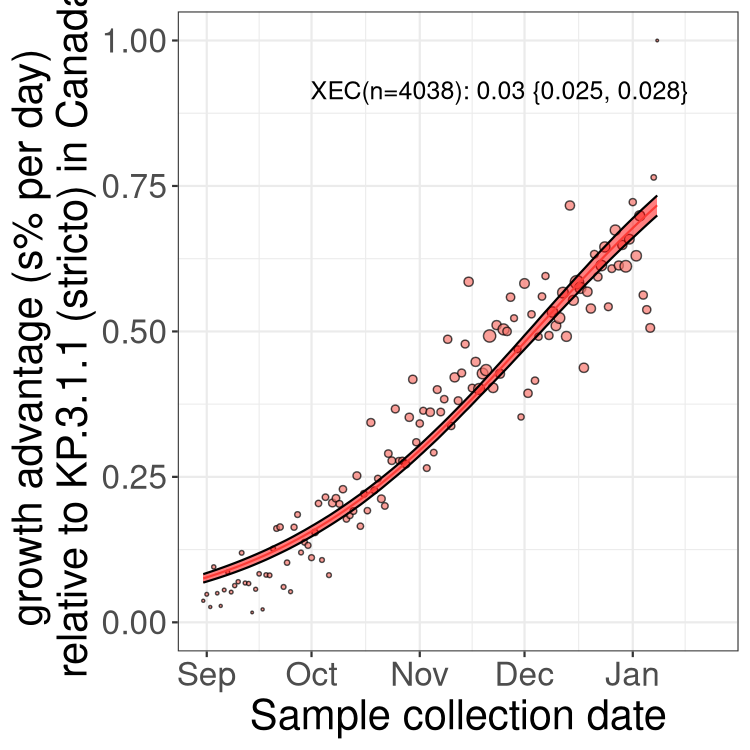 growth advantage (s% per day)
relative to KP.3.1.1 (stricto) in Canada
1.00
0.75
0.50
0.25
0.00
XEC(n=4038): 0.03 {0.025, 0.028}
Sep Oct Nov Dec Jan
Sample collection date